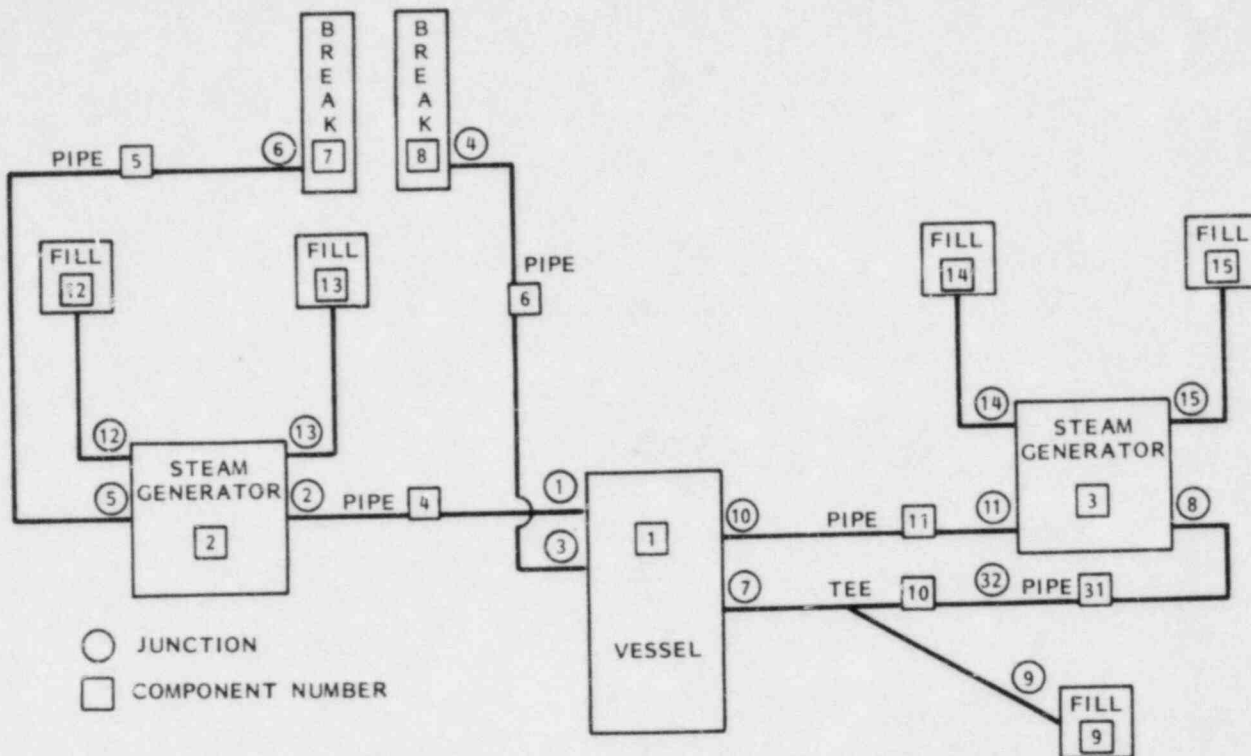 BREAK
7
BREAK
8
6
4
PIPE 5
FILL
12
FILL
13
PIPE
6
FILL
14
FILL
15
12
13
STEAM
GENERATOR
2
5
2
PIPE 4
1
3
1
VESSEL
10
7
PIPE 11
11
14
15
STEAM
GENERATOR
3
8
TEE 10
32
PIPE 31
9
FILL
9
JUNCTION
COMPONENT NUMBER